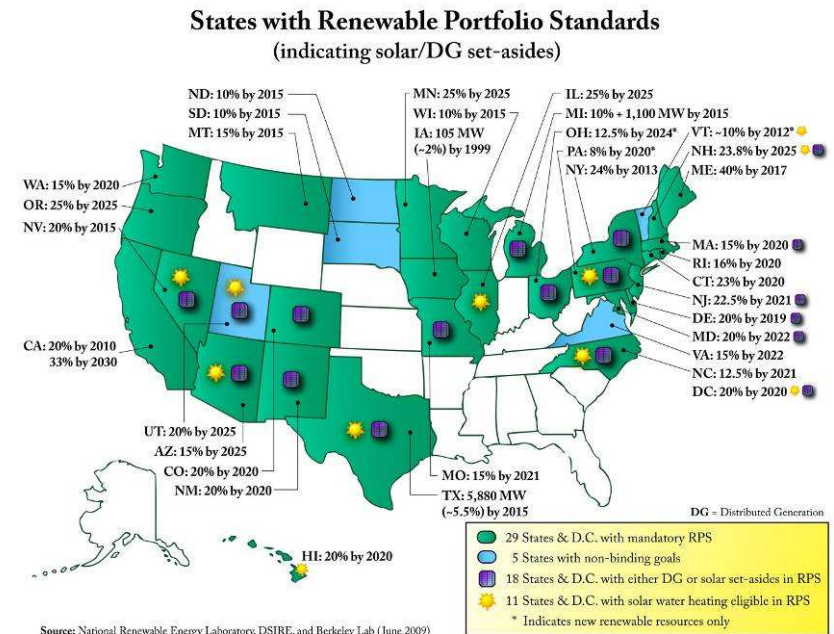 States with Renewable Portfolio Standards
(indicating solar/DG set-asides)
ND: 10% by 2015
SD: 10% by 2015
MT: 15% by 2015
MN: 25% by 2025
WI: 10% by 2015
IA: 105 MW
(~2%) by 1999
IL: 25% by 2025
MI: 10% + 1,100 MW by 2015
OH: 12.5% by 2024*
PA: 8% by 2020*
NY: 24% by 2013
VT: ~10% by 2012*
NH: 23.8% by 2025
ME: 40% by 2017
WA: 15% by 2020
OR: 25% by 2025
NV: 20% by 2015
MA: 15% by 2020
RI: 16% by 2020
CT: 23% by 2020
NJ: 22.5% by 2021
DE: 20% by 2019
MD: 20% by 2022
VA: 15% by 2022
NC: 12.5% by 2021
DC: 20% by 2020
CA: 20% by 2010
33% by 2030
UT: 20% by 2025
AZ: 15% by 2025
CO: 20% by 2020
NM: 20% by 2020
MO: 15% by 2021
TX: 5,880 MW
(~5.5%) by 2015
HI: 20% by 2020
DG = Distributed Generation
29 States & D.C. with mandatory RPS
5 States with non-binding goals
18 States & D.C. with either DG or solar set-asides in RPS
11 States & D.C. with solar water heating eligible in RPS
* Indicates new renewable resources only
Source: National Renewable Energy Laboratory, DSIRE, and Berkeley Lab (June 2009)